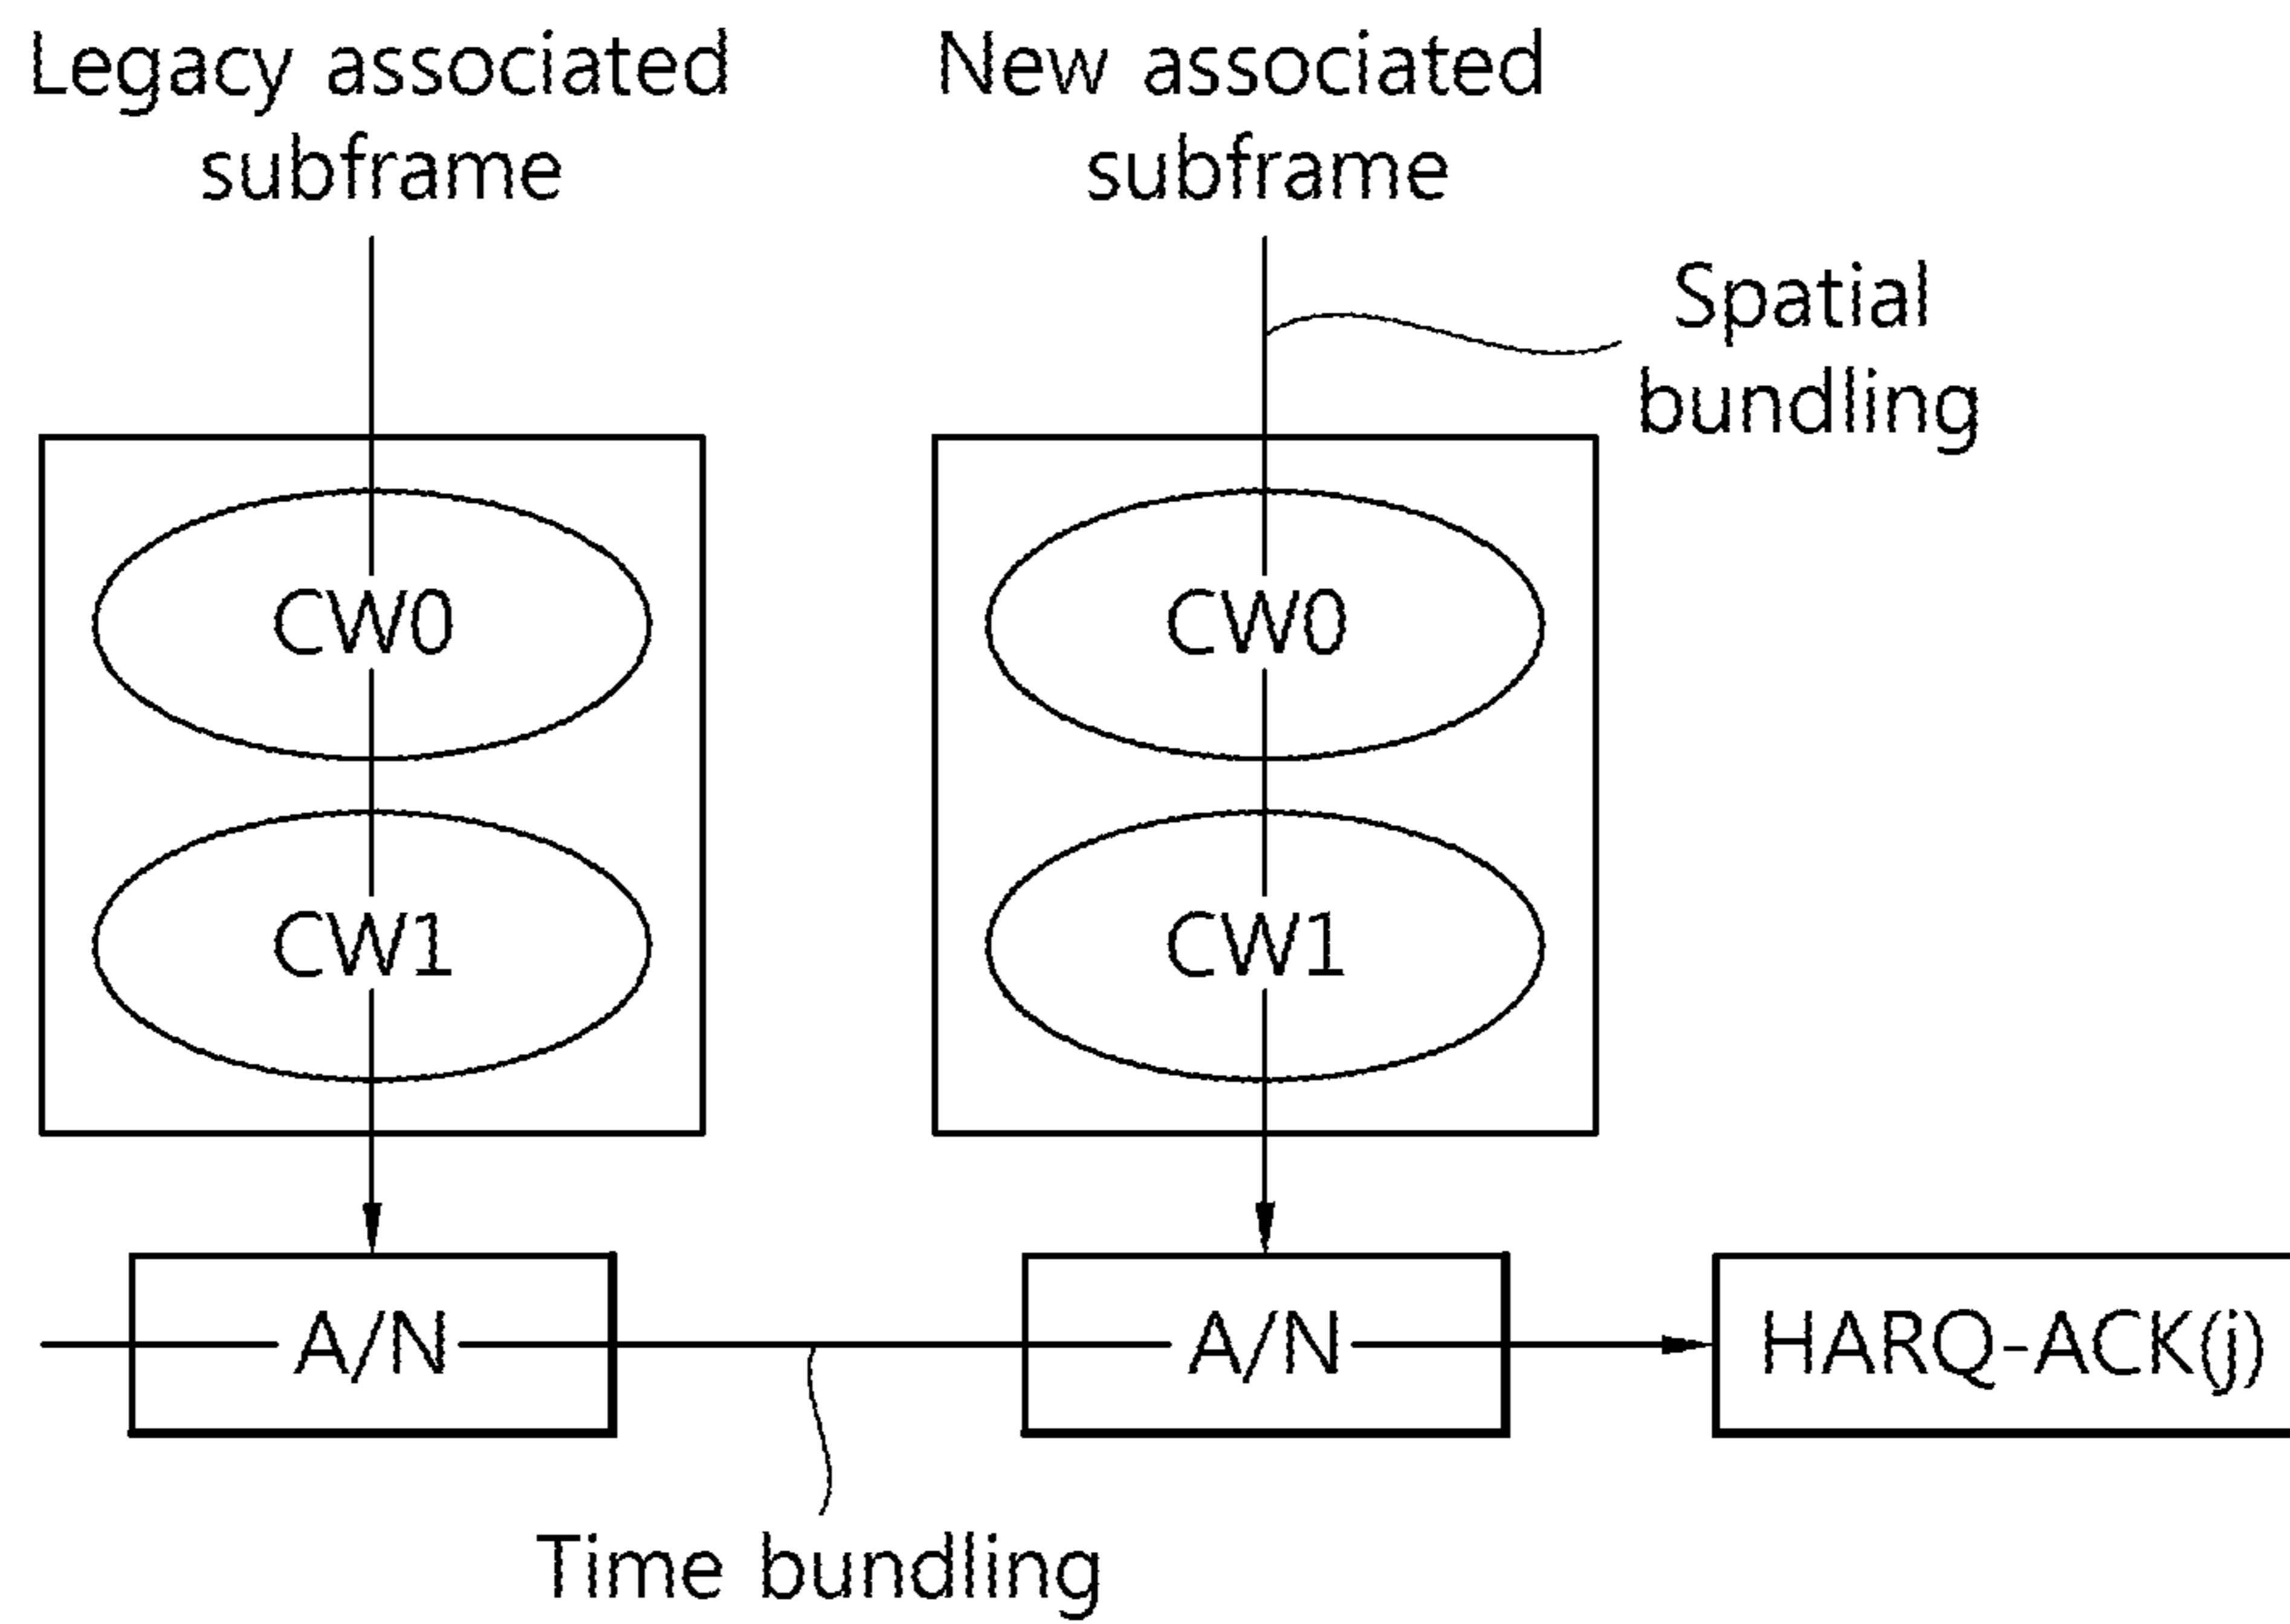 Legacy associated
subframe
New associated
subframe
Spatial
bundling
CW0
CW0
CW1
CW1
A/N
A/N
HARQ-ACK(j)
Time bundling